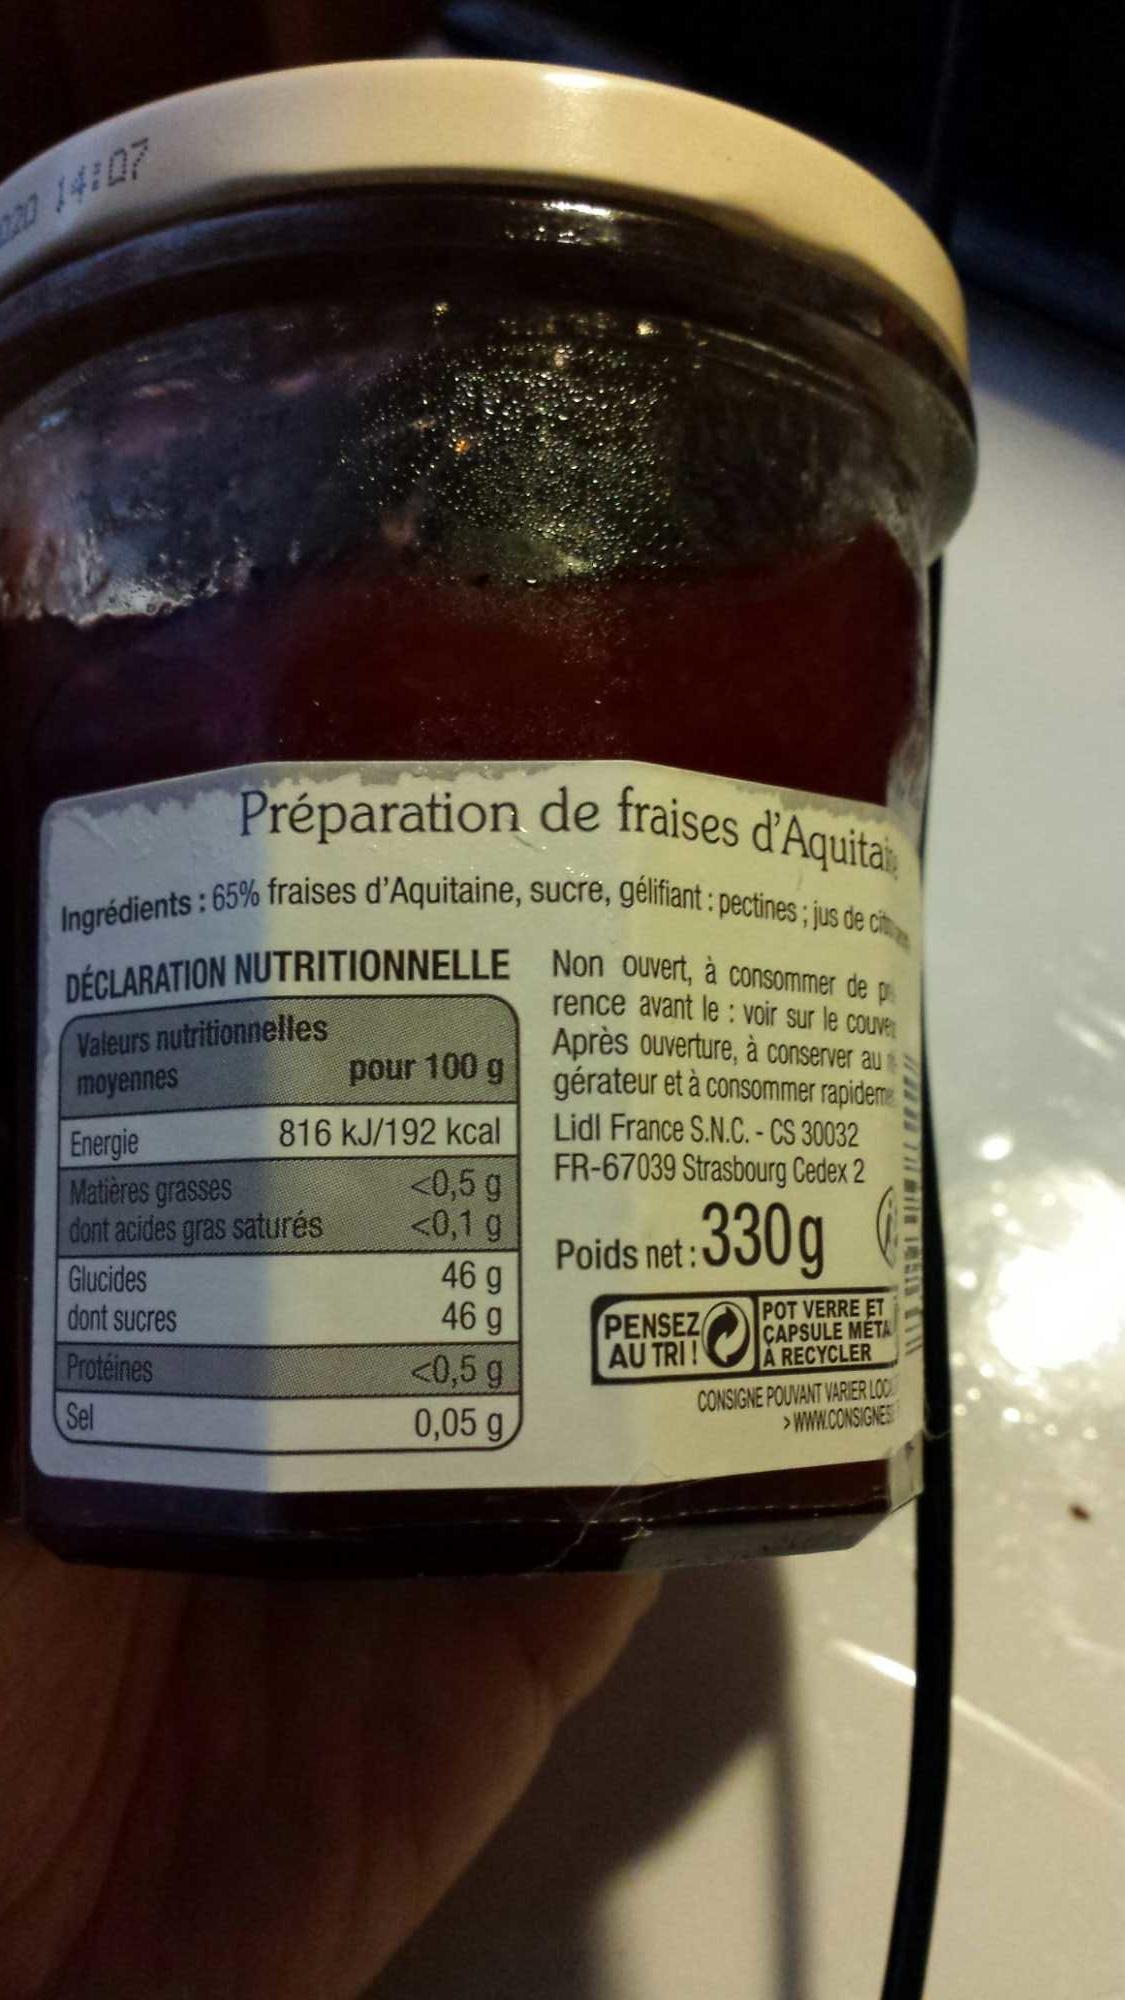 020 14:07
Préparation de fraises d'Aquitai
Ingrédients : 65% fraises d'Aquitaine, sucre, gélifiant : pectines ; jus de
DÉCLARATION NUTRITIONNELLE
Valeurs nutritionnelles
moyennes pour 100 g
Energie 816 kJ/192 kcal
Matières grasses <0,5 g
dont acides gras saturés <0,1 g
Glucides 46 g
dont sucres 46 g
Protéines <0,5 g
Sel 0,05 g
Non ouvert, à consommer de
rence avant le : voir sur le couve
Après ouverture, à conserver au
gérateur et à consommer rapideme
Lidl France S.N.C. - CS 30032
FR-67039 Strasbourg Cedex 2
Poids net : 330g
PENSEZ
AU TRI !
POT VERRE ET
CAPSULE MÉTA
À RECYCLER
CONSIGNE POUVANT VARIER LOC
> WWW.CONSIGNES